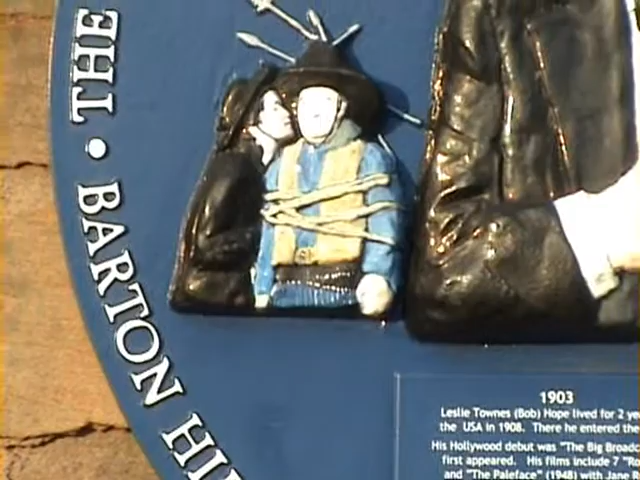 THE • BARTON HIL
1903
Leslie Townes (Bob) Hope lived for 2 ye
the USA in 1908. There he entered the
His Hollywood debut was "The Big Broadc
first appeared. His films include 7 "Ro
and "The Paleface" (1948) with Jane R